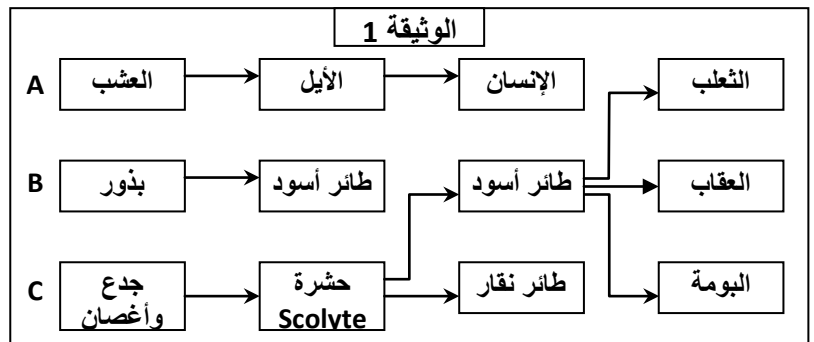 الوثيقة 1
A العشب الأيل الإنسان الثعلب
B بذور طائر أسود طائر أسود العقاب
C جدع وأغصان حشرة Scolyte طائر نقار البومة